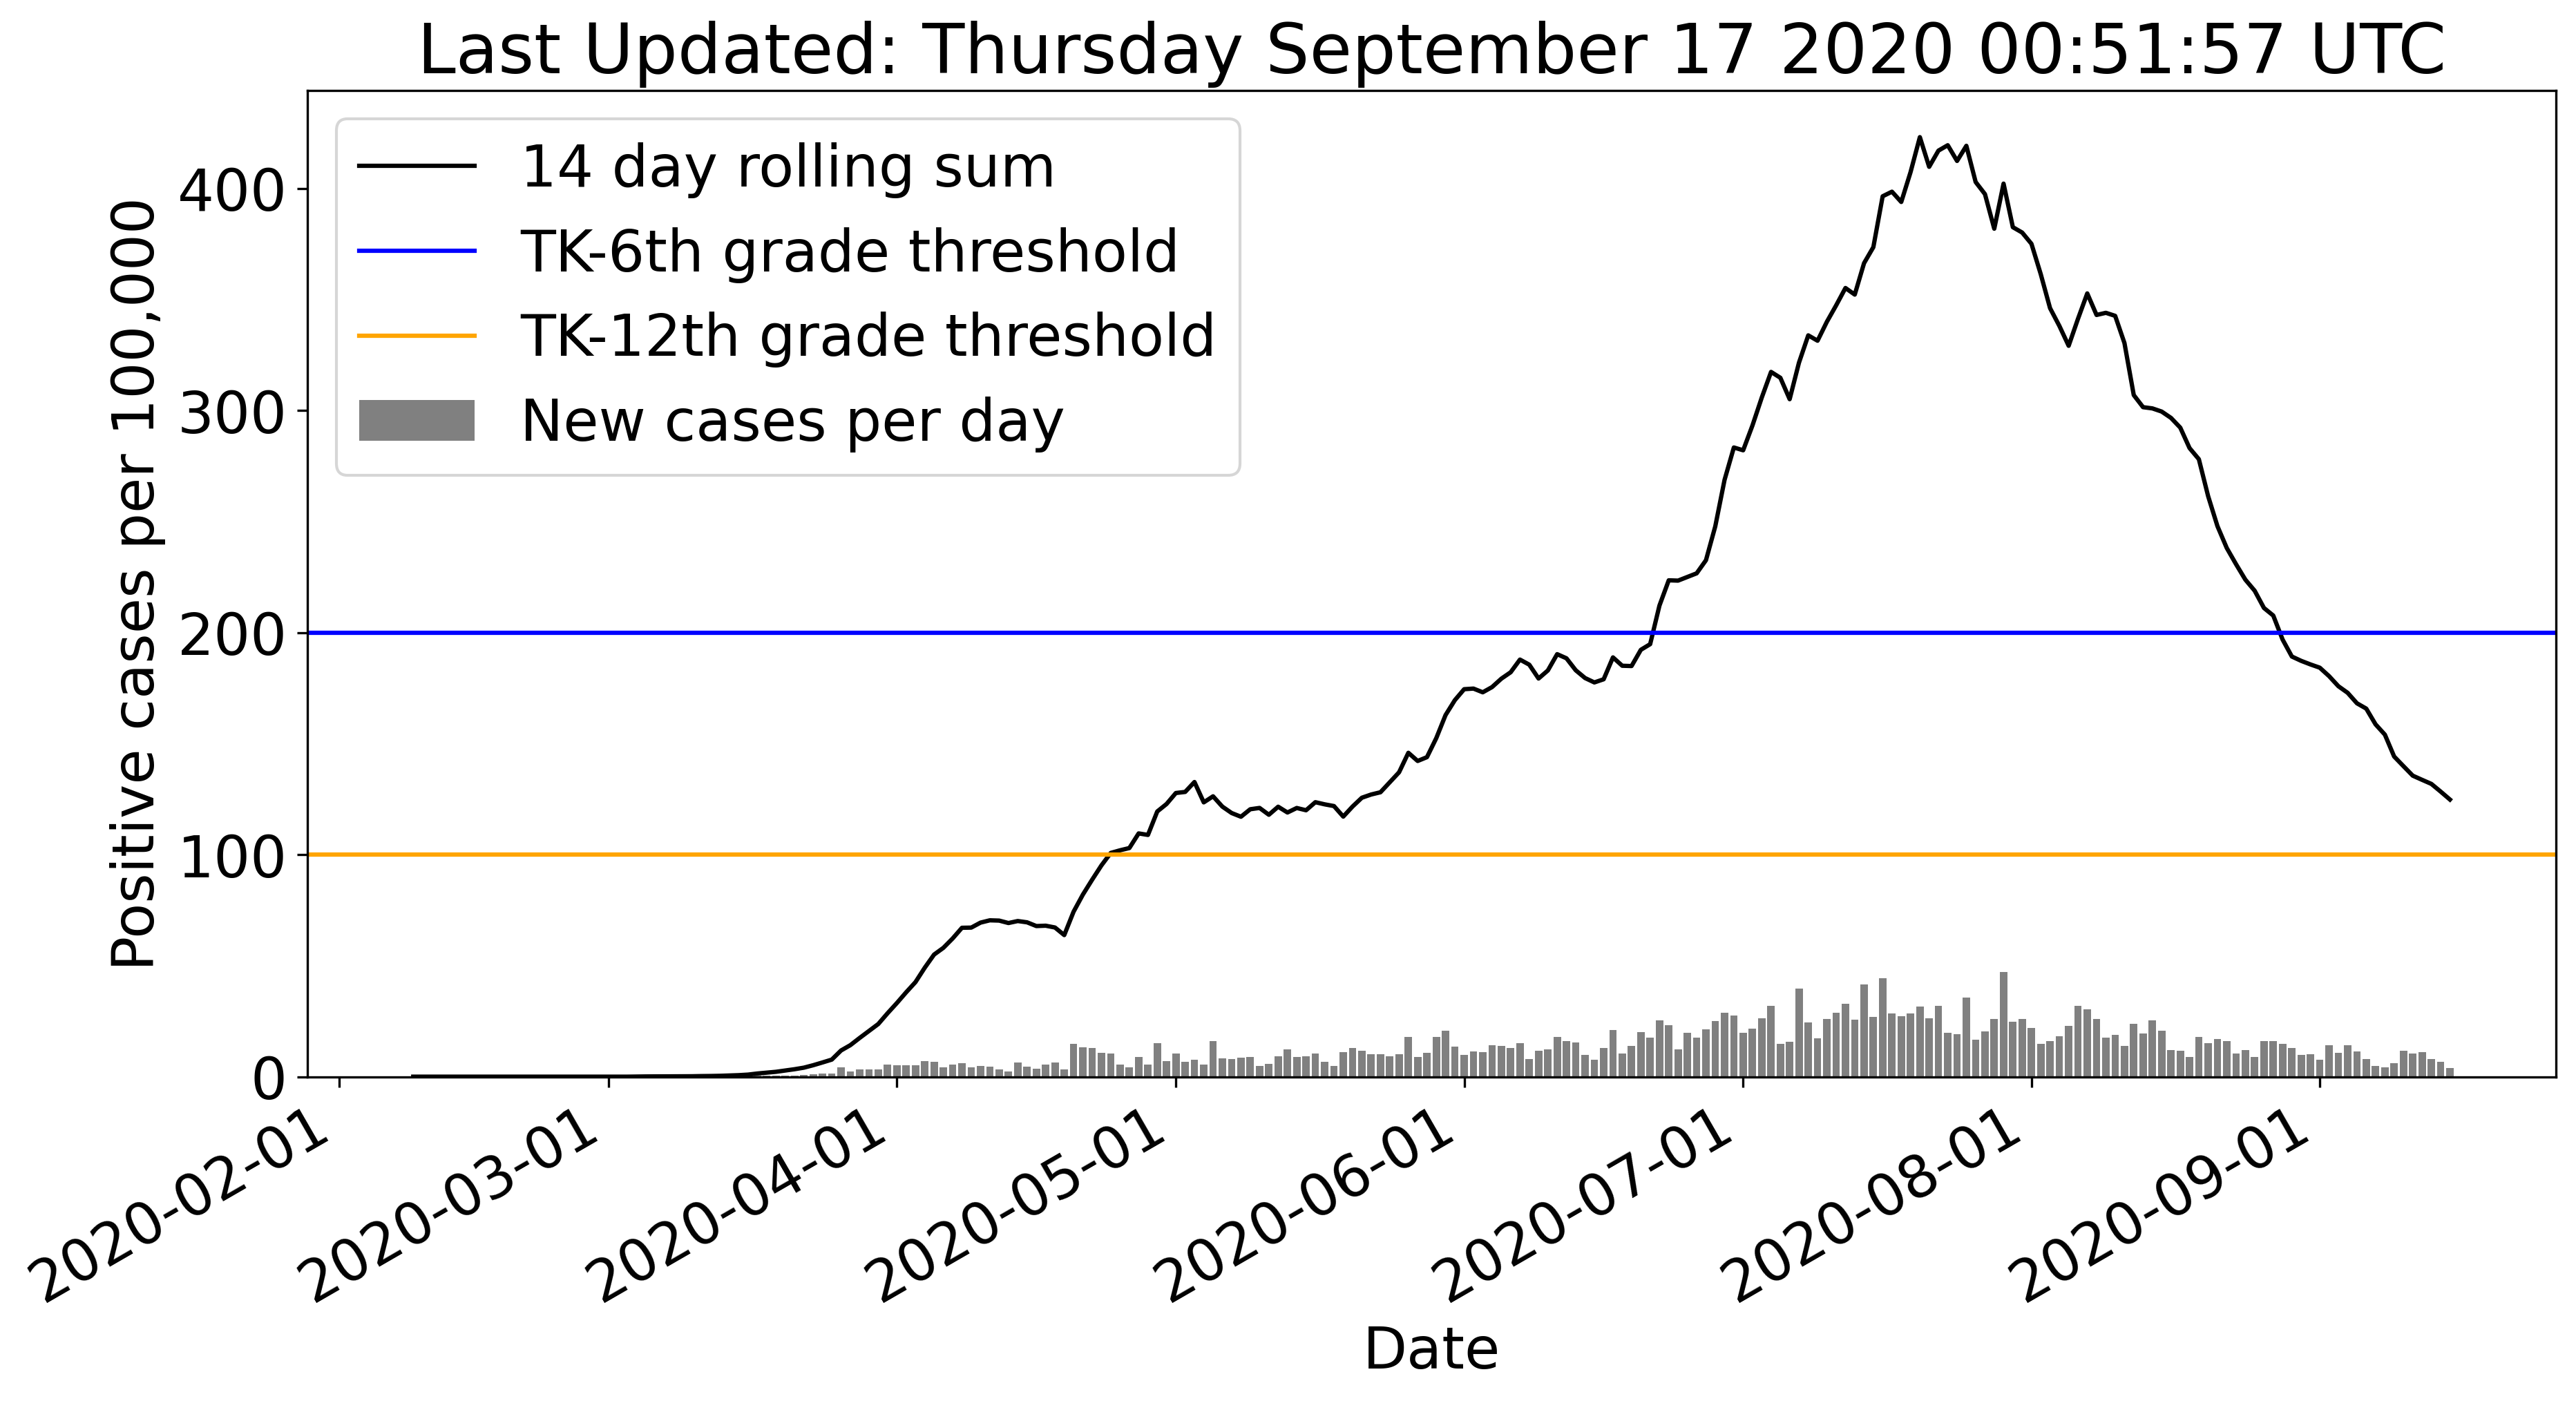 Last Updated: Thursday September 17 2020 00:51:57 UTC
14 day rolling sum
TK-6th grade threshold
TK-12th grade threshold
New cases per day
Positive cases per 100,000
400
300
200
100
0
2020-02-01
2020-03-01
2020-04-01
2020-05-01
2020-06-01
2020-07-01
2020-08-01
2020-09-01
Date